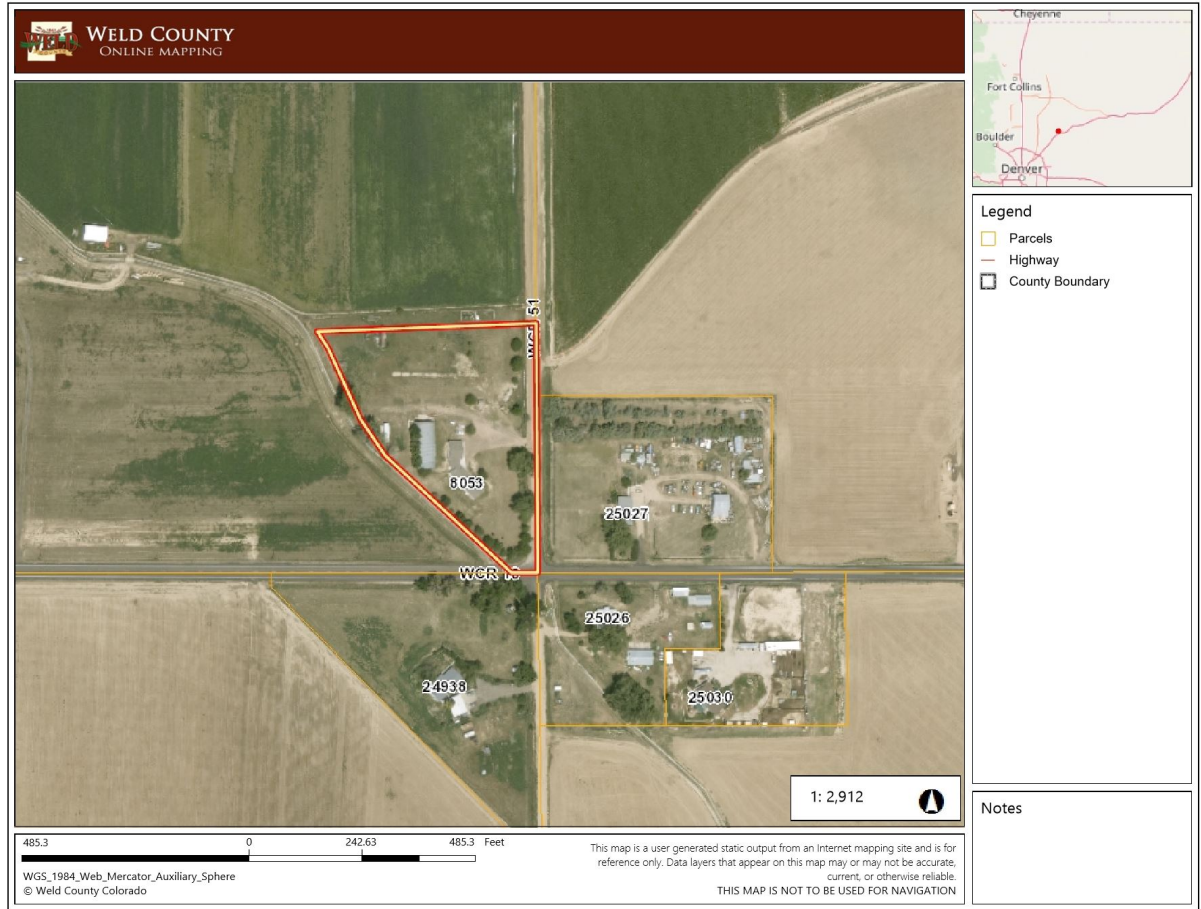 WELD COUNTY
ONLINE MAPPING
Cheyenne
Fort Collins
Boulder
Denver
Legend
Parcels
Highway
County Boundary
WCR 51
8053
25027
WCR
25026
24938
25030
1: 2,912
Notes
485.3 0 242.63 485.3 Feet
WGS_1984_Web_Mercator_Auxiliary_Sphere
© Weld County Colorado
This map is a user generated static output from an Internet mapping site and is for
reference only. Data layers that appear on this map may or may not be accurate,
current, or otherwise reliable.
THIS MAP IS NOT TO BE USED FOR NAVIGATION